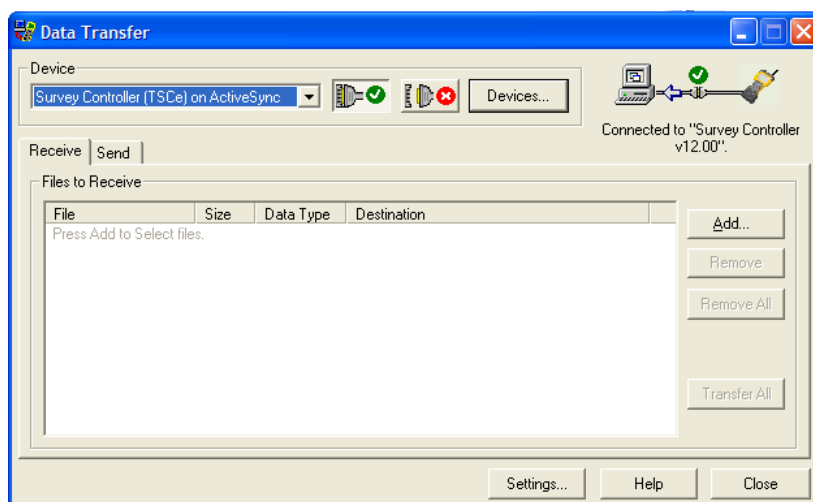 Data Transfer
Device
Survey Controller (TSCe) on ActiveSync
Devices...
Connected to "Survey Controller
v12.00".
Receive
Send
Files to Receive
File Size Data Type Destination
Press Add to Select files.
Add...
Remove
Remove All
Transfer All
Settings...
Help
Close